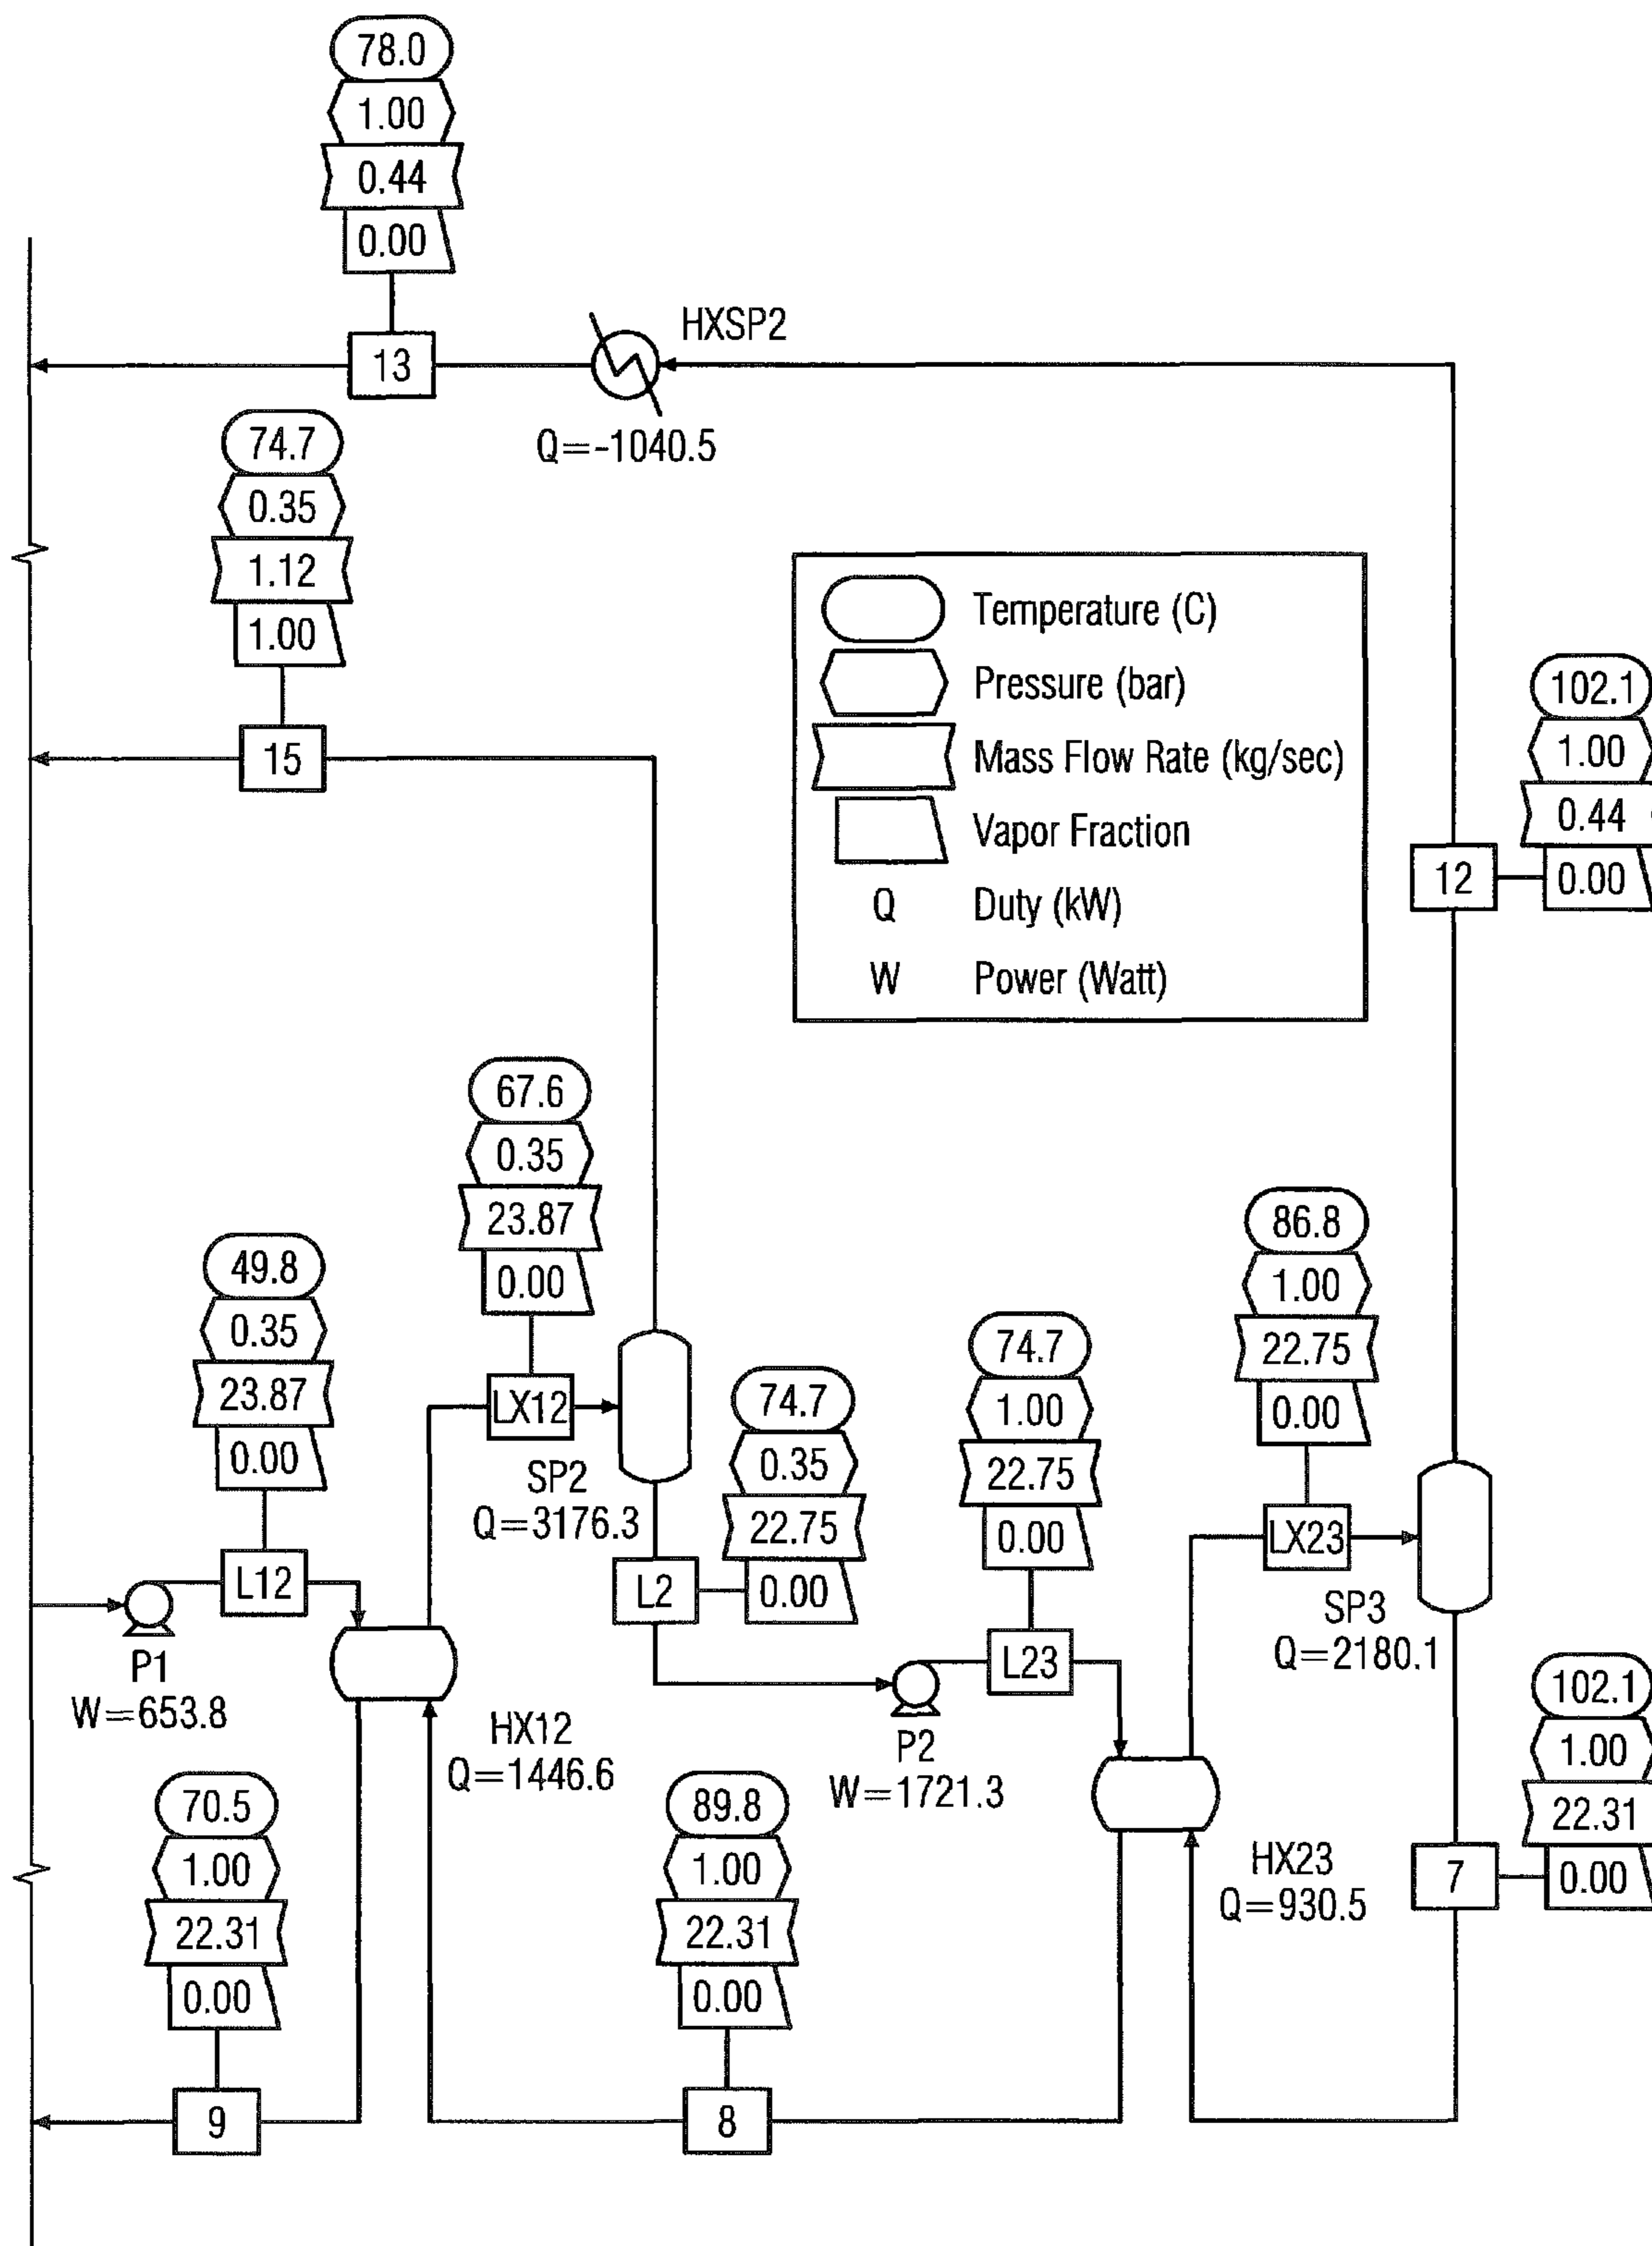 78.0
1.00
0.44
0.00
13
HXSP2
Q=-1040.5
74.7
0.35
1.12
1.00
15
Temperature (C)
Pressure (bar)
Mass Flow Rate (kg/sec)
Vapor Fraction
Q Duty (kW)
W Power (Watt)
102.1
1.00
0.44
0.00
12
67.6
0.35
23.87
0.00
LX12
SP2
Q=3176.3
49.8
0.35
23.87
0.00
L12
P1
W=653.8
HX12
Q=1446.6
74.7
0.35
22.75
0.00
L2
74.7
1.00
22.75
0.00
L23
P2
W=1721.3
86.8
1.00
22.75
0.00
LX23
SP3
Q=2180.1
HX23
Q=930.5
102.1
1.00
22.31
0.00
7
70.5
1.00
22.31
0.00
9
89.8
1.00
22.31
0.00
8